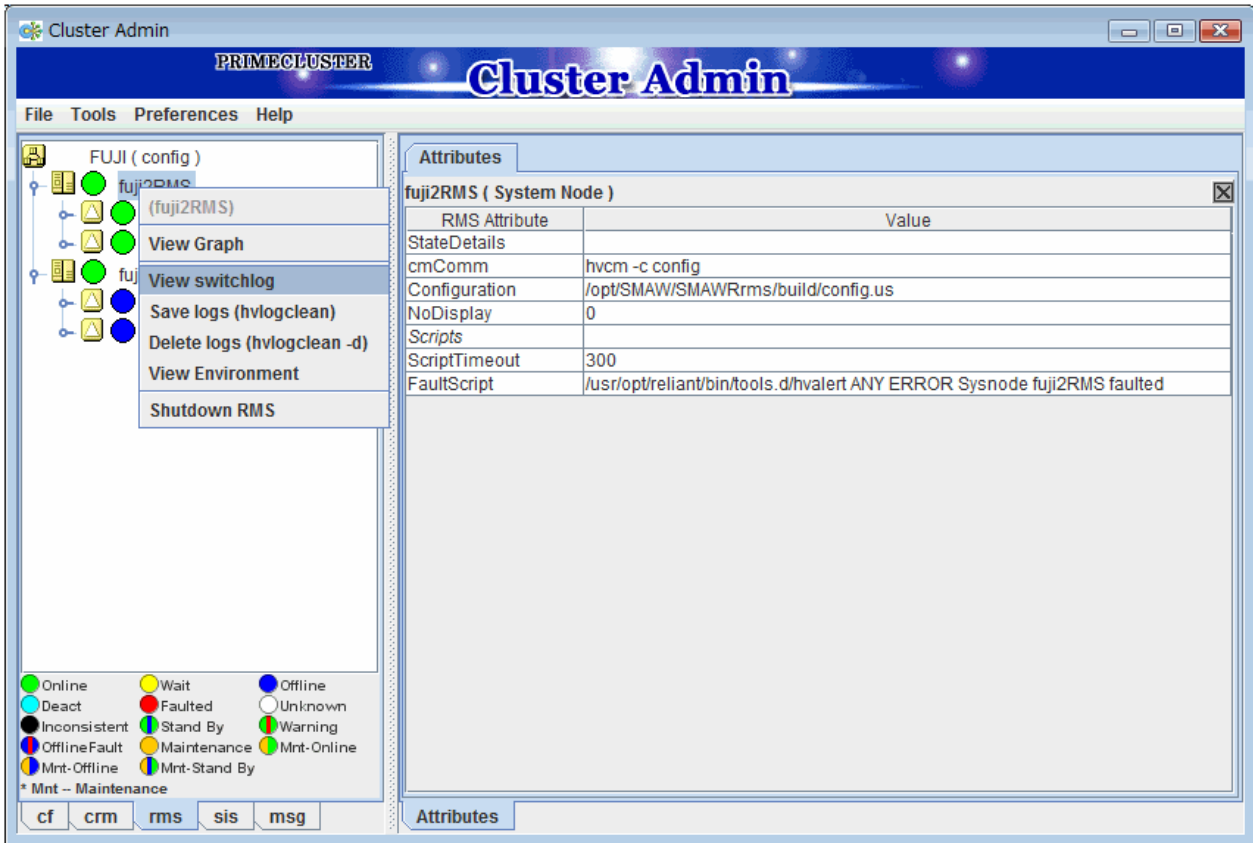 Cluster Admin
PRIMECLUSTER
Cluster Admin
File Tools Preferences Help
FUJI ( config )
fuji2RMS
(fuji2RMS)
View Graph
fuj
View switchlog
Save logs (hvlogclean)
Delete logs (hvlogclean -d)
View Environment
Shutdown RMS
Online Wait Offline
Deact Faulted Unknown
Inconsistent Stand By Warning
OfflineFault Maintenance Mnt-Online
Mnt-Offline Mnt-Stand By
* Mnt -- Maintenance
cf crm rms sis msg
Attributes
fuji2RMS ( System Node )
RMS Attribute Value
StateDetails
cmComm hvcm -c config
Configuration /opt/SMAW/SMAWRrms/build/config.us
NoDisplay 0
Scripts
ScriptTimeout 300
FaultScript /usr/opt/reliant/bin/tools.d/hvalert ANY ERROR Sysnode fuji2RMS faulted
Attributes